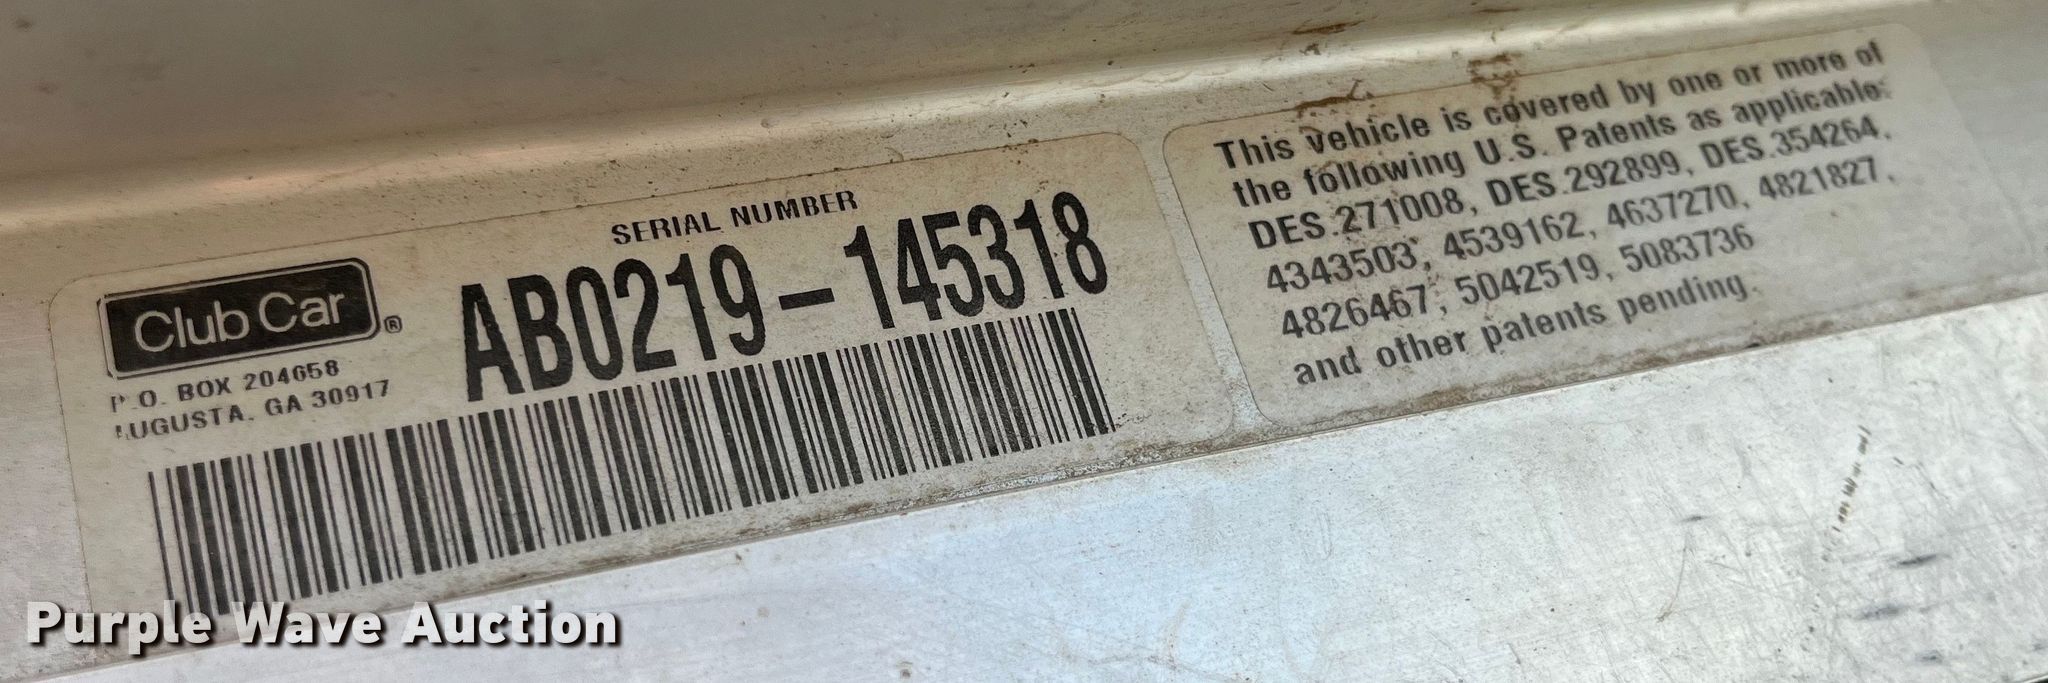 SERIAL NUMBER
Club Car®
AB0219-145318
P.O. BOX 204658
AUGUSTA, GA 30917
This vehicle is covered by one or more of
the following U.S. Patents as applicable:
DES.271008, DES.292899, DES.354264,
4343503, 4539162, 4637270, 4821827,
4826467, 5042519, 5083736
and other patents pending.
Purple Wave Auction